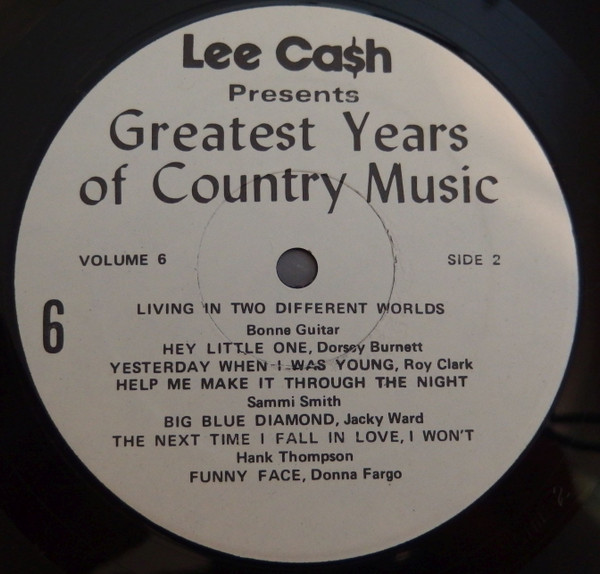 Lee Ca$h
Presents
Greatest Years
of Country Music
VOLUME 6 SIDE 2
6
LIVING IN TWO DIFFERENT WORLDS
Bonne Guitar
HEY LITTLE ONE, Dorsey Burnett
YESTERDAY WHEN I WAS YOUNG, Roy Clark
HELP ME MAKE IT THROUGH THE NIGHT
Sammi Smith
BIG BLUE DIAMOND, Jacky Ward
THE NEXT TIME I FALL IN LOVE, I WON'T
Hank Thompson
FUNNY FACE, Donna Fargo